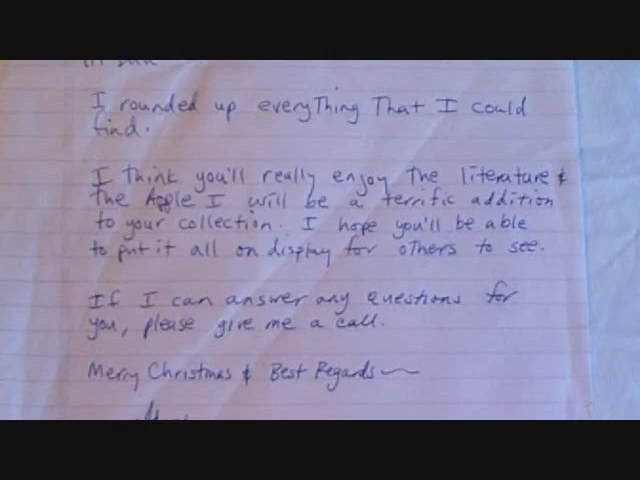 I rounded up everything That I could
find.
I think you'll really enjoy the literature &
the Apple I will be a terrific addition
to your collection. I hope you'll be able
to put it all on display for others to see.
If I can answer any questions for
you, please give me a call.
Merry Christmas & Best Regards